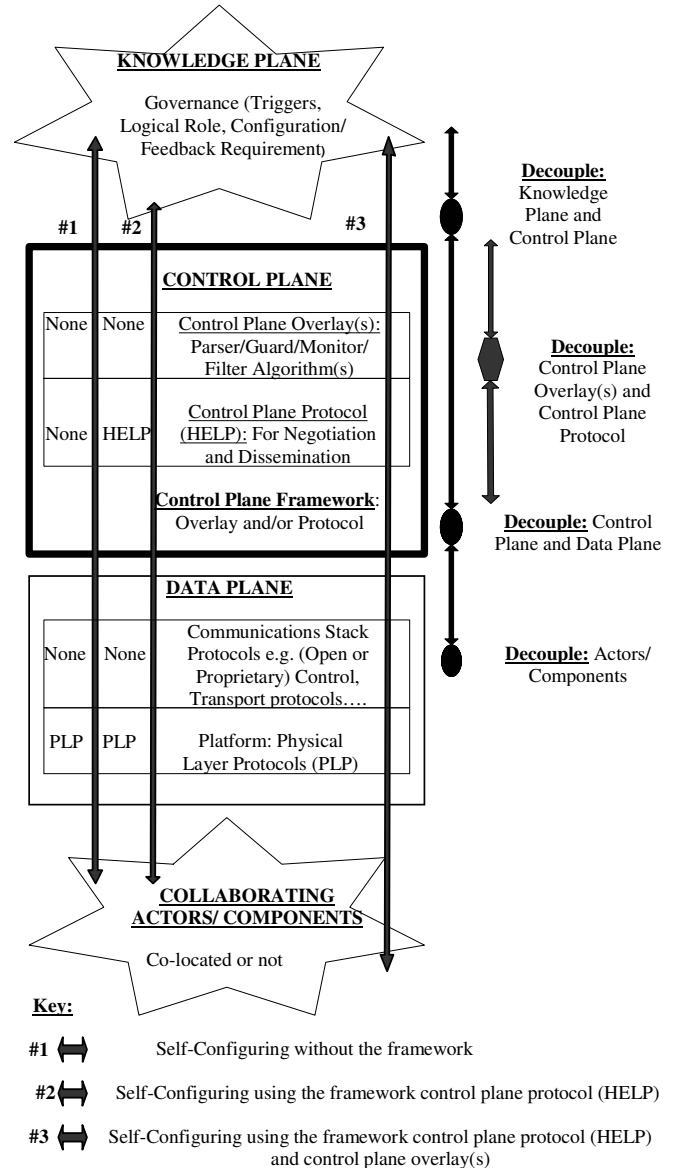 KNOWLEDGE PLANE
Governance (Triggers,
Logical Role, Configuration/
Feedback Requirement)
#1
#2
#3
Decouple:
Knowledge
Plane and
Control Plane
CONTROL PLANE
None
None
Control Plane Overlay(s):
Parser/Guard/Monitor/
Filter Algorithm(s)
None
HELP
Control Plane Protocol
(HELP): For Negotiation
and Dissemination
Control Plane Framework:
Overlay and/or Protocol
Decouple:
Control Plane
Overlay(s) and
Control Plane
Protocol
Decouple: Control
Plane and Data Plane
DATA PLANE
None
None
Communications Stack
Protocols e.g. (Open or
Proprietary) Control,
Transport protocols….
PLP
PLP
Platform: Physical
Layer Protocols (PLP)
Decouple: Actors/
Components
COLLABORATING
ACTORS/ COMPONENTS
Co-located or not
Key:
#1 Self-Configuring without the framework
#2 Self-Configuring using the framework control plane protocol (HELP)
#3 Self-Configuring using the framework control plane protocol (HELP)
and control plane overlay(s)